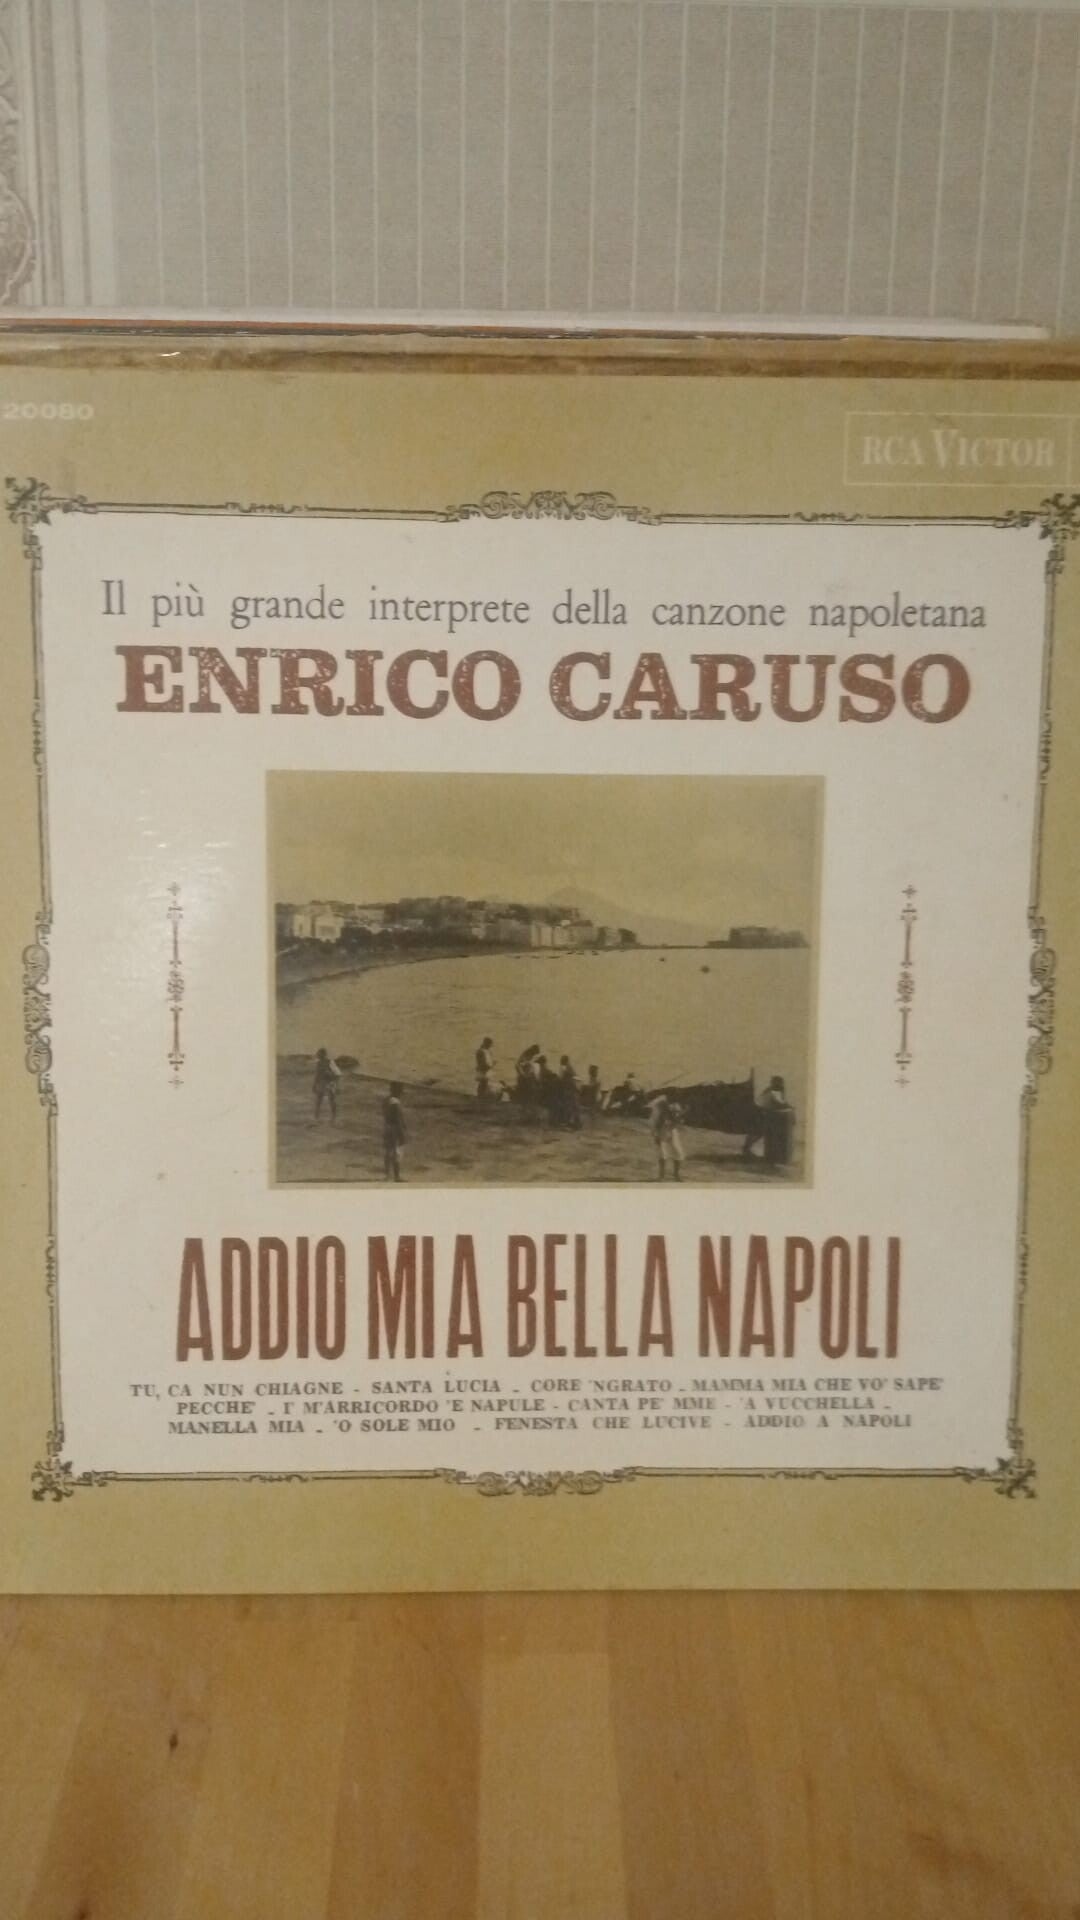 20080
RCA VICTOR
Il più grande interprete della canzone napoletana
ENRICO CARUSO
ADDIO MIA BELLA NAPOLI
TU, CA NUN CHIAGNE - SANTA LUCIA - CORE 'NGRATO - MAMMA MIA CHE VO' SAPE'
PECCHE' - I' M'ARRICORDO 'E NAPULE - CANTA PE' MME - 'A VUCCHELLA -
MANELLA MIA - 'O SOLE MIO - FENESTA CHE LUCIVE - ADDIO A NAPOLI